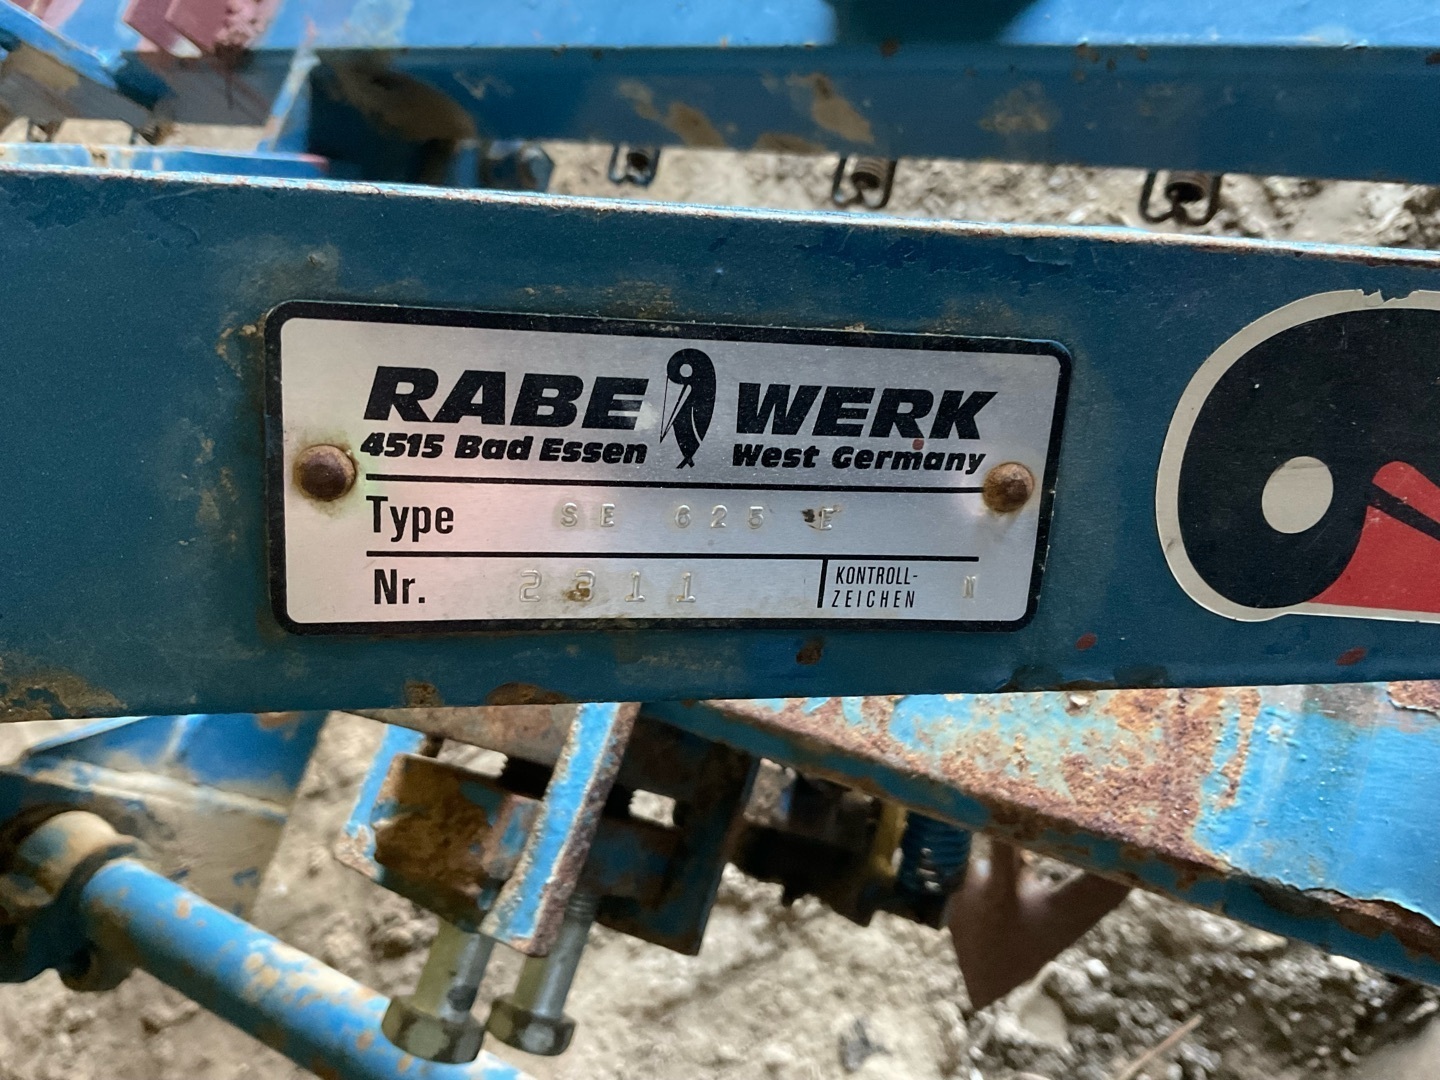 RABE WERK
4515 Bad Essen West Germany
Type SE 625 E
Nr. 2311 KONTROLL-
ZEICHEN N